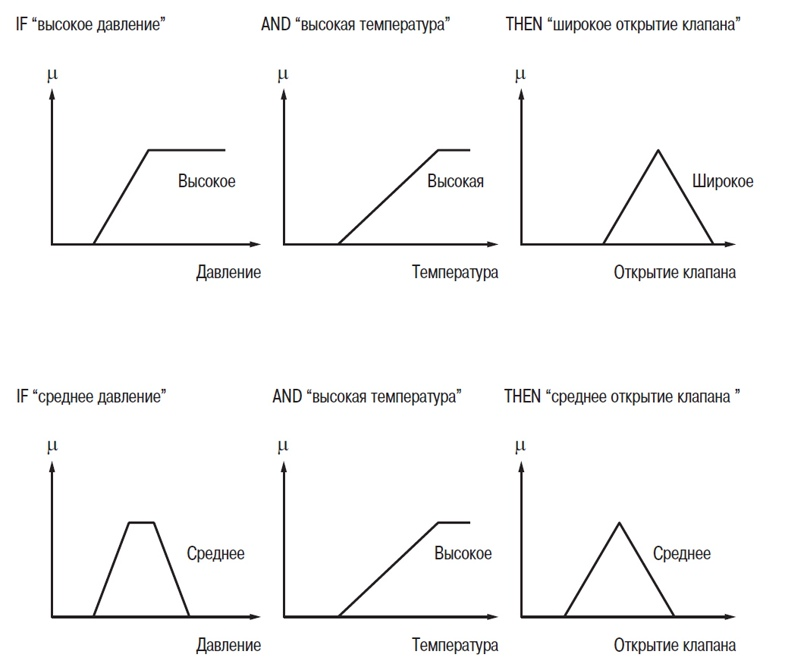 IF “высокое давление” AND “высокая температура” THEN “широкое открытие клапана”
μ μ μ
Высокое Высокая Широкое
Давление Температура Открытие клапана
IF “среднее давление” AND “высокая температура” THEN “среднее открытие клапана ”
μ μ μ
Среднее Высокое Среднее
Давление Температура Открытие клапана